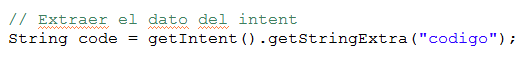 // Extraer el dato del intent
String code = getIntent().getStringExtra("codigo");